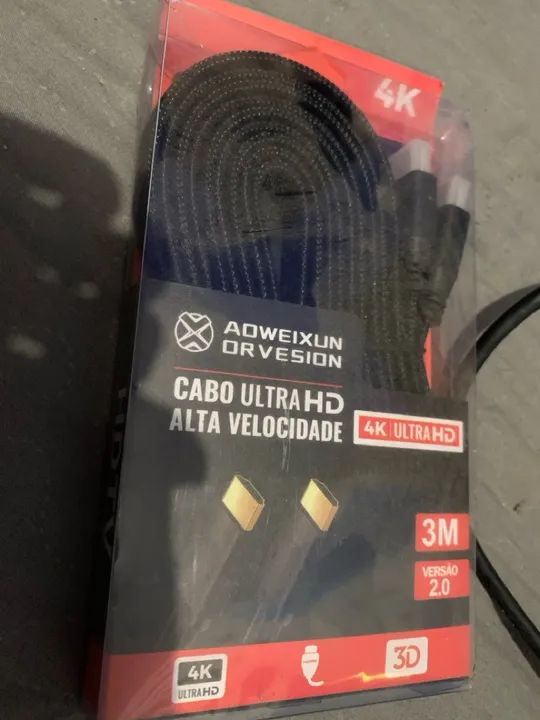 4K
AOWEIXUN
ORVESION
CABO ULTRA HD
ALTA VELOCIDADE
4K ULTRA HD
3M
VERSÃO
2.0
4K
ULTRA HD
3D